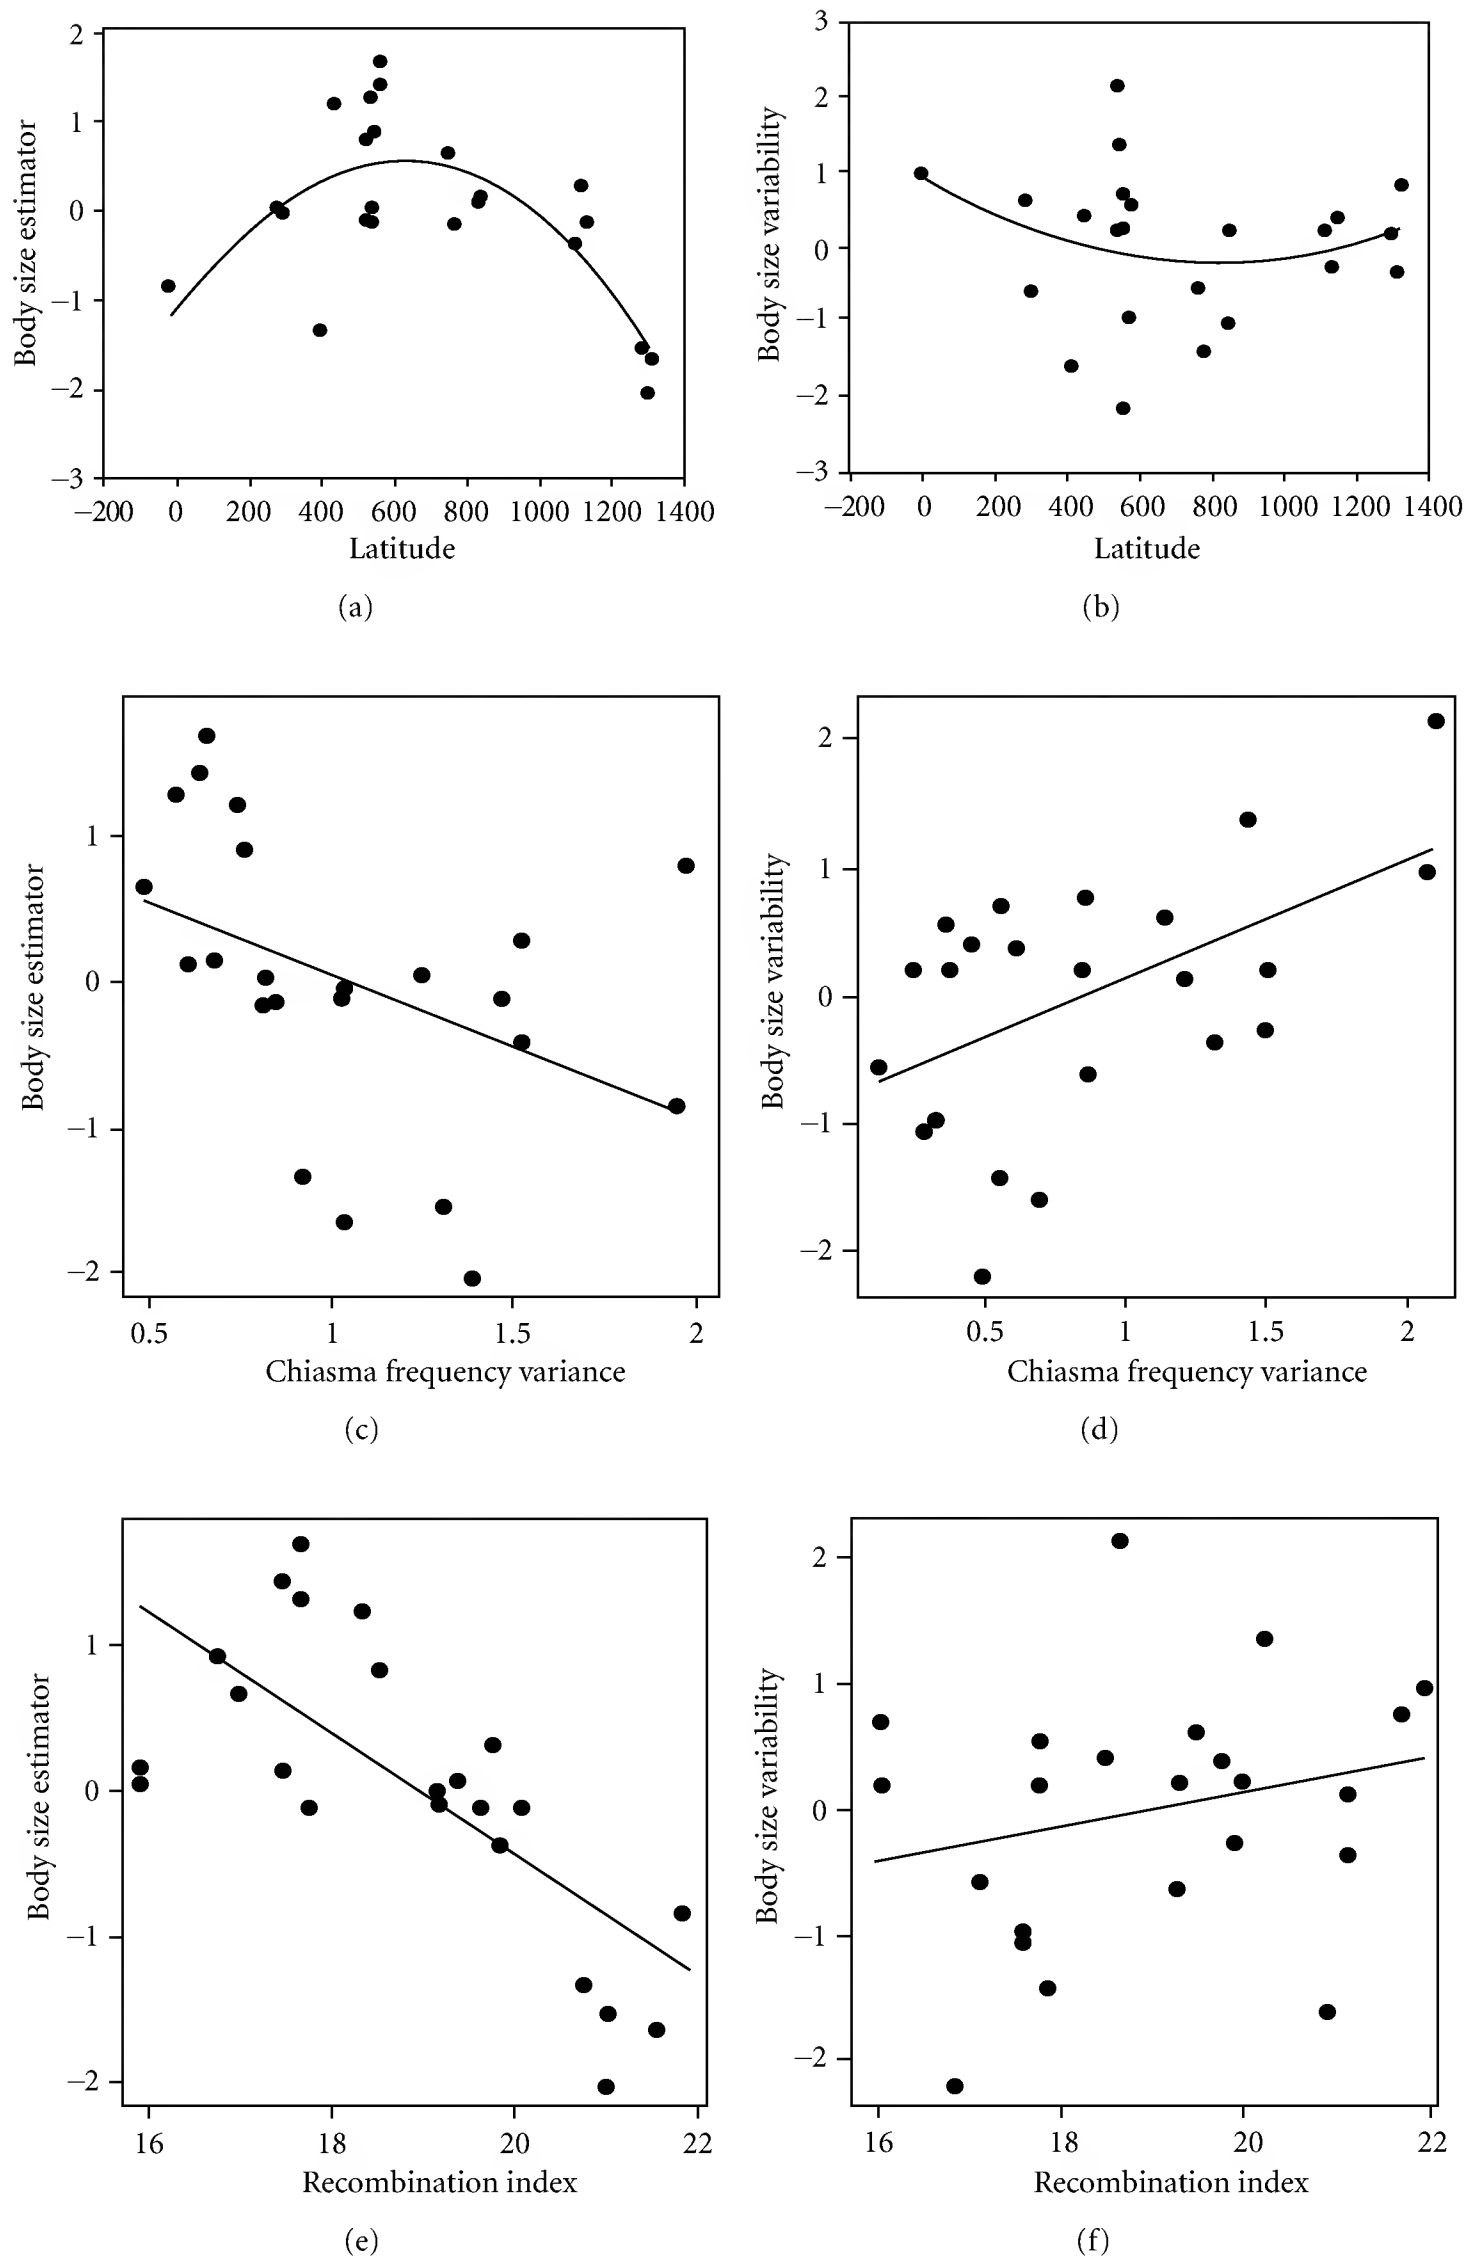 2
1
0
−1
−2
−3
Body size estimator
−200 0 200 400 600 800 1000 1200 1400
Latitude
(a)
3
2
1
0
−1
−2
−3
Body size variability
−200 0 200 400 600 800 1000 1200 1400
Latitude
(b)
1
0
−1
−2
Body size estimator
0.5 1 1.5 2
Chiasma frequency variance
(c)
2
1
0
−1
−2
Body size variability
0.5 1 1.5 2
Chiasma frequency variance
(d)
1
0
−1
−2
Body size estimator
16 18 20 22
Recombination index
(e)
2
1
0
−1
−2
Body size variability
16 18 20 22
Recombination index
(f)